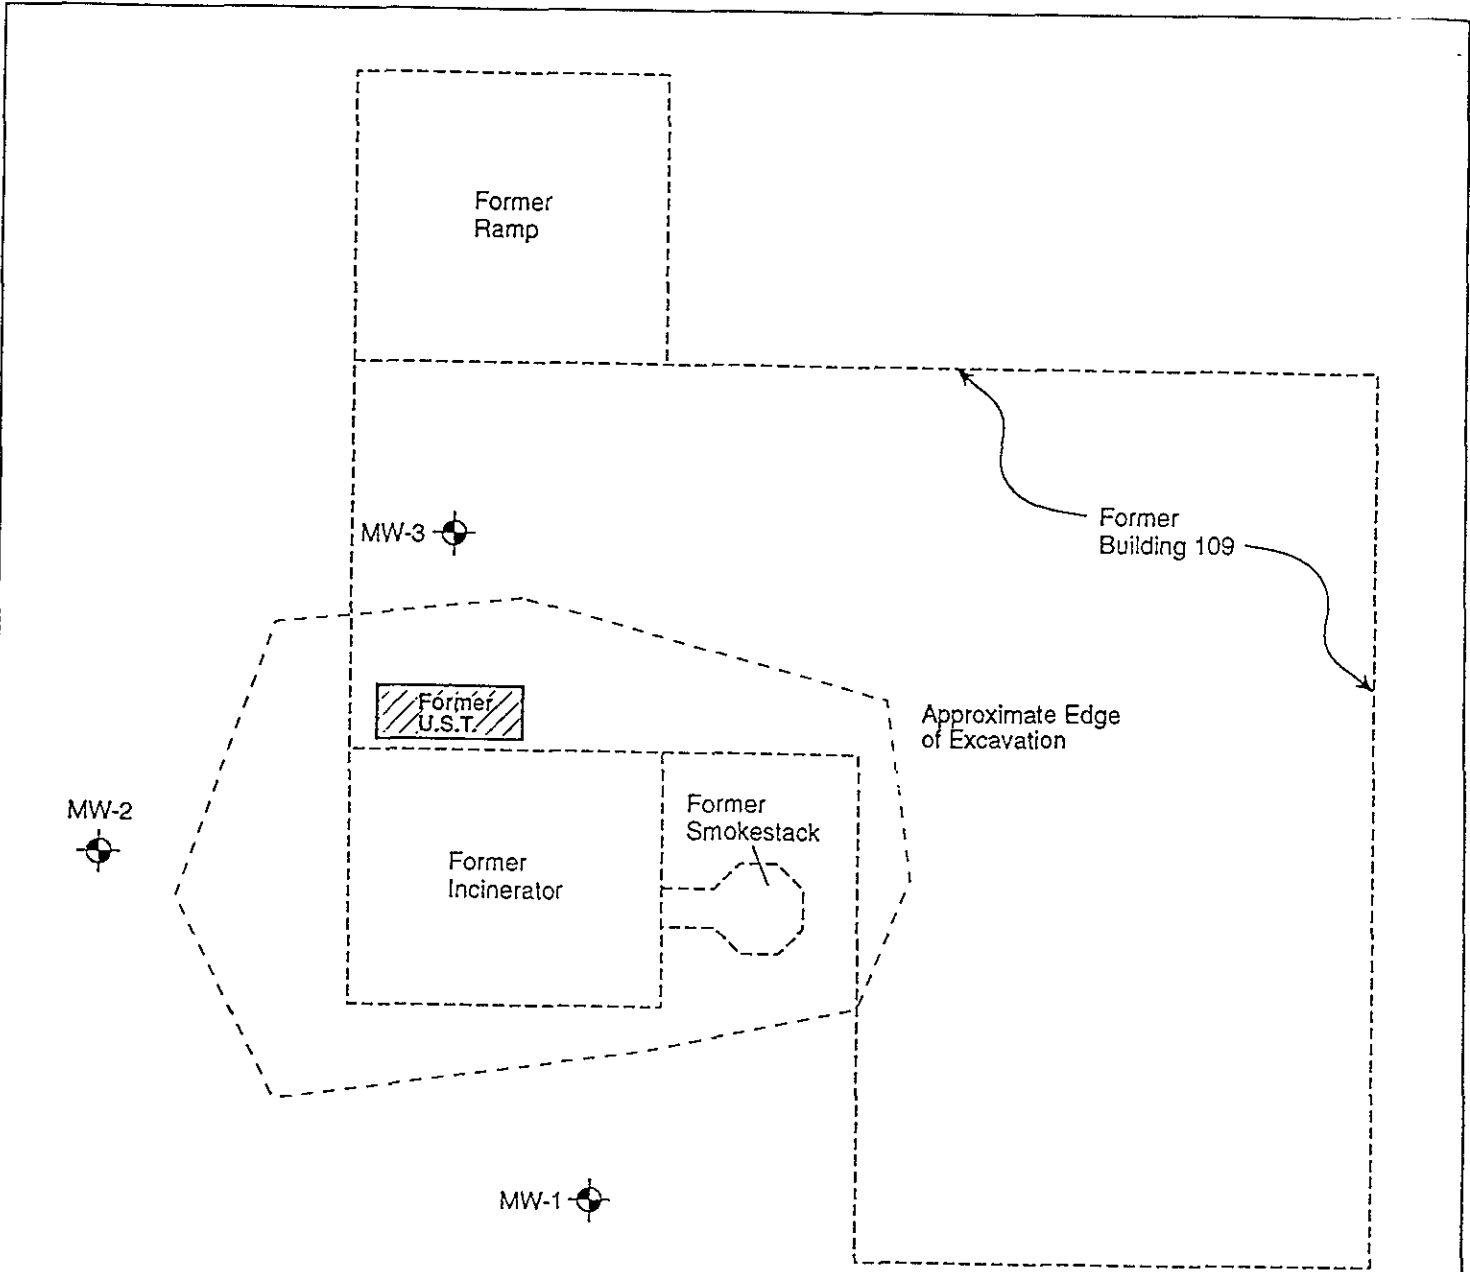 Former
Ramp
MW-3
Former
Building 109
Former
U.S.T.
Approximate Edge
of Excavation
MW-2
Former
Smokestack
Former
Incinerator
MW-1